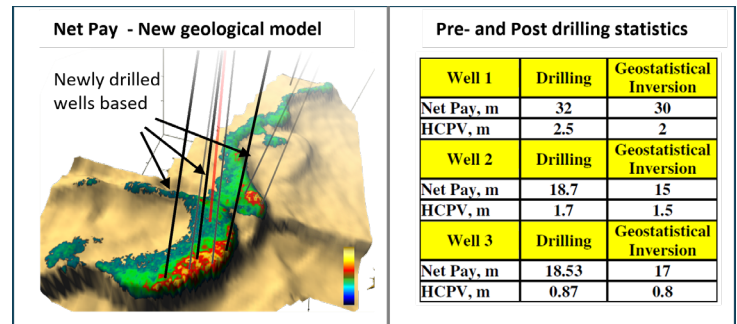 Net Pay - New geological model
Newly drilled
wells based
Pre- and Post drilling statistics
Well 1 Drilling Geostatistical Inversion
Net Pay, m 32 30
HCPV, m 2.5 2
Well 2 Drilling Geostatistical Inversion
Net Pay, m 18.7 15
HCPV, m 1.7 1.5
Well 3 Drilling Geostatistical Inversion
Net Pay, m 18.53 17
HCPV, m 0.87 0.8